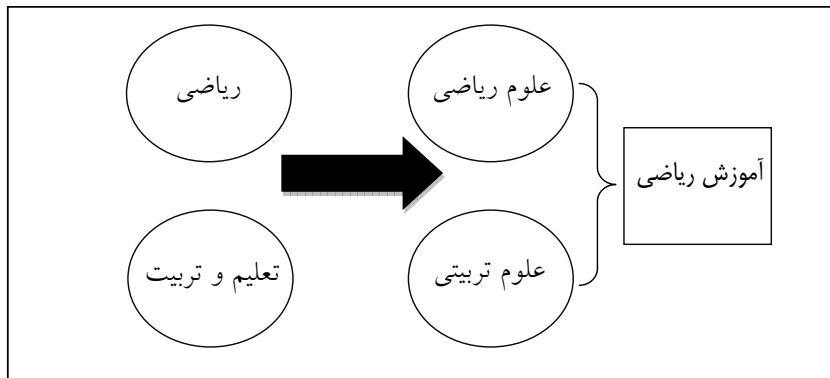 ریاضی
علوم ریاضی
آموزش ریاضی
تعلیم و تربیت
علوم تربیتی